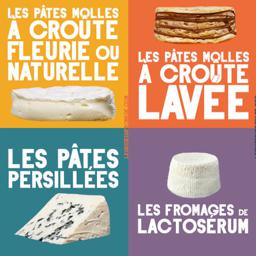 LES PÂTES MOLLES
À CROÛTE
FLEURIE OU
NATURELLE
LES PÂTES MOLLES
À CROÛTE
LAVÉE
LES PÂTES
PERSILLÉES
LES FROMAGES DE
LACTOSÉRUM